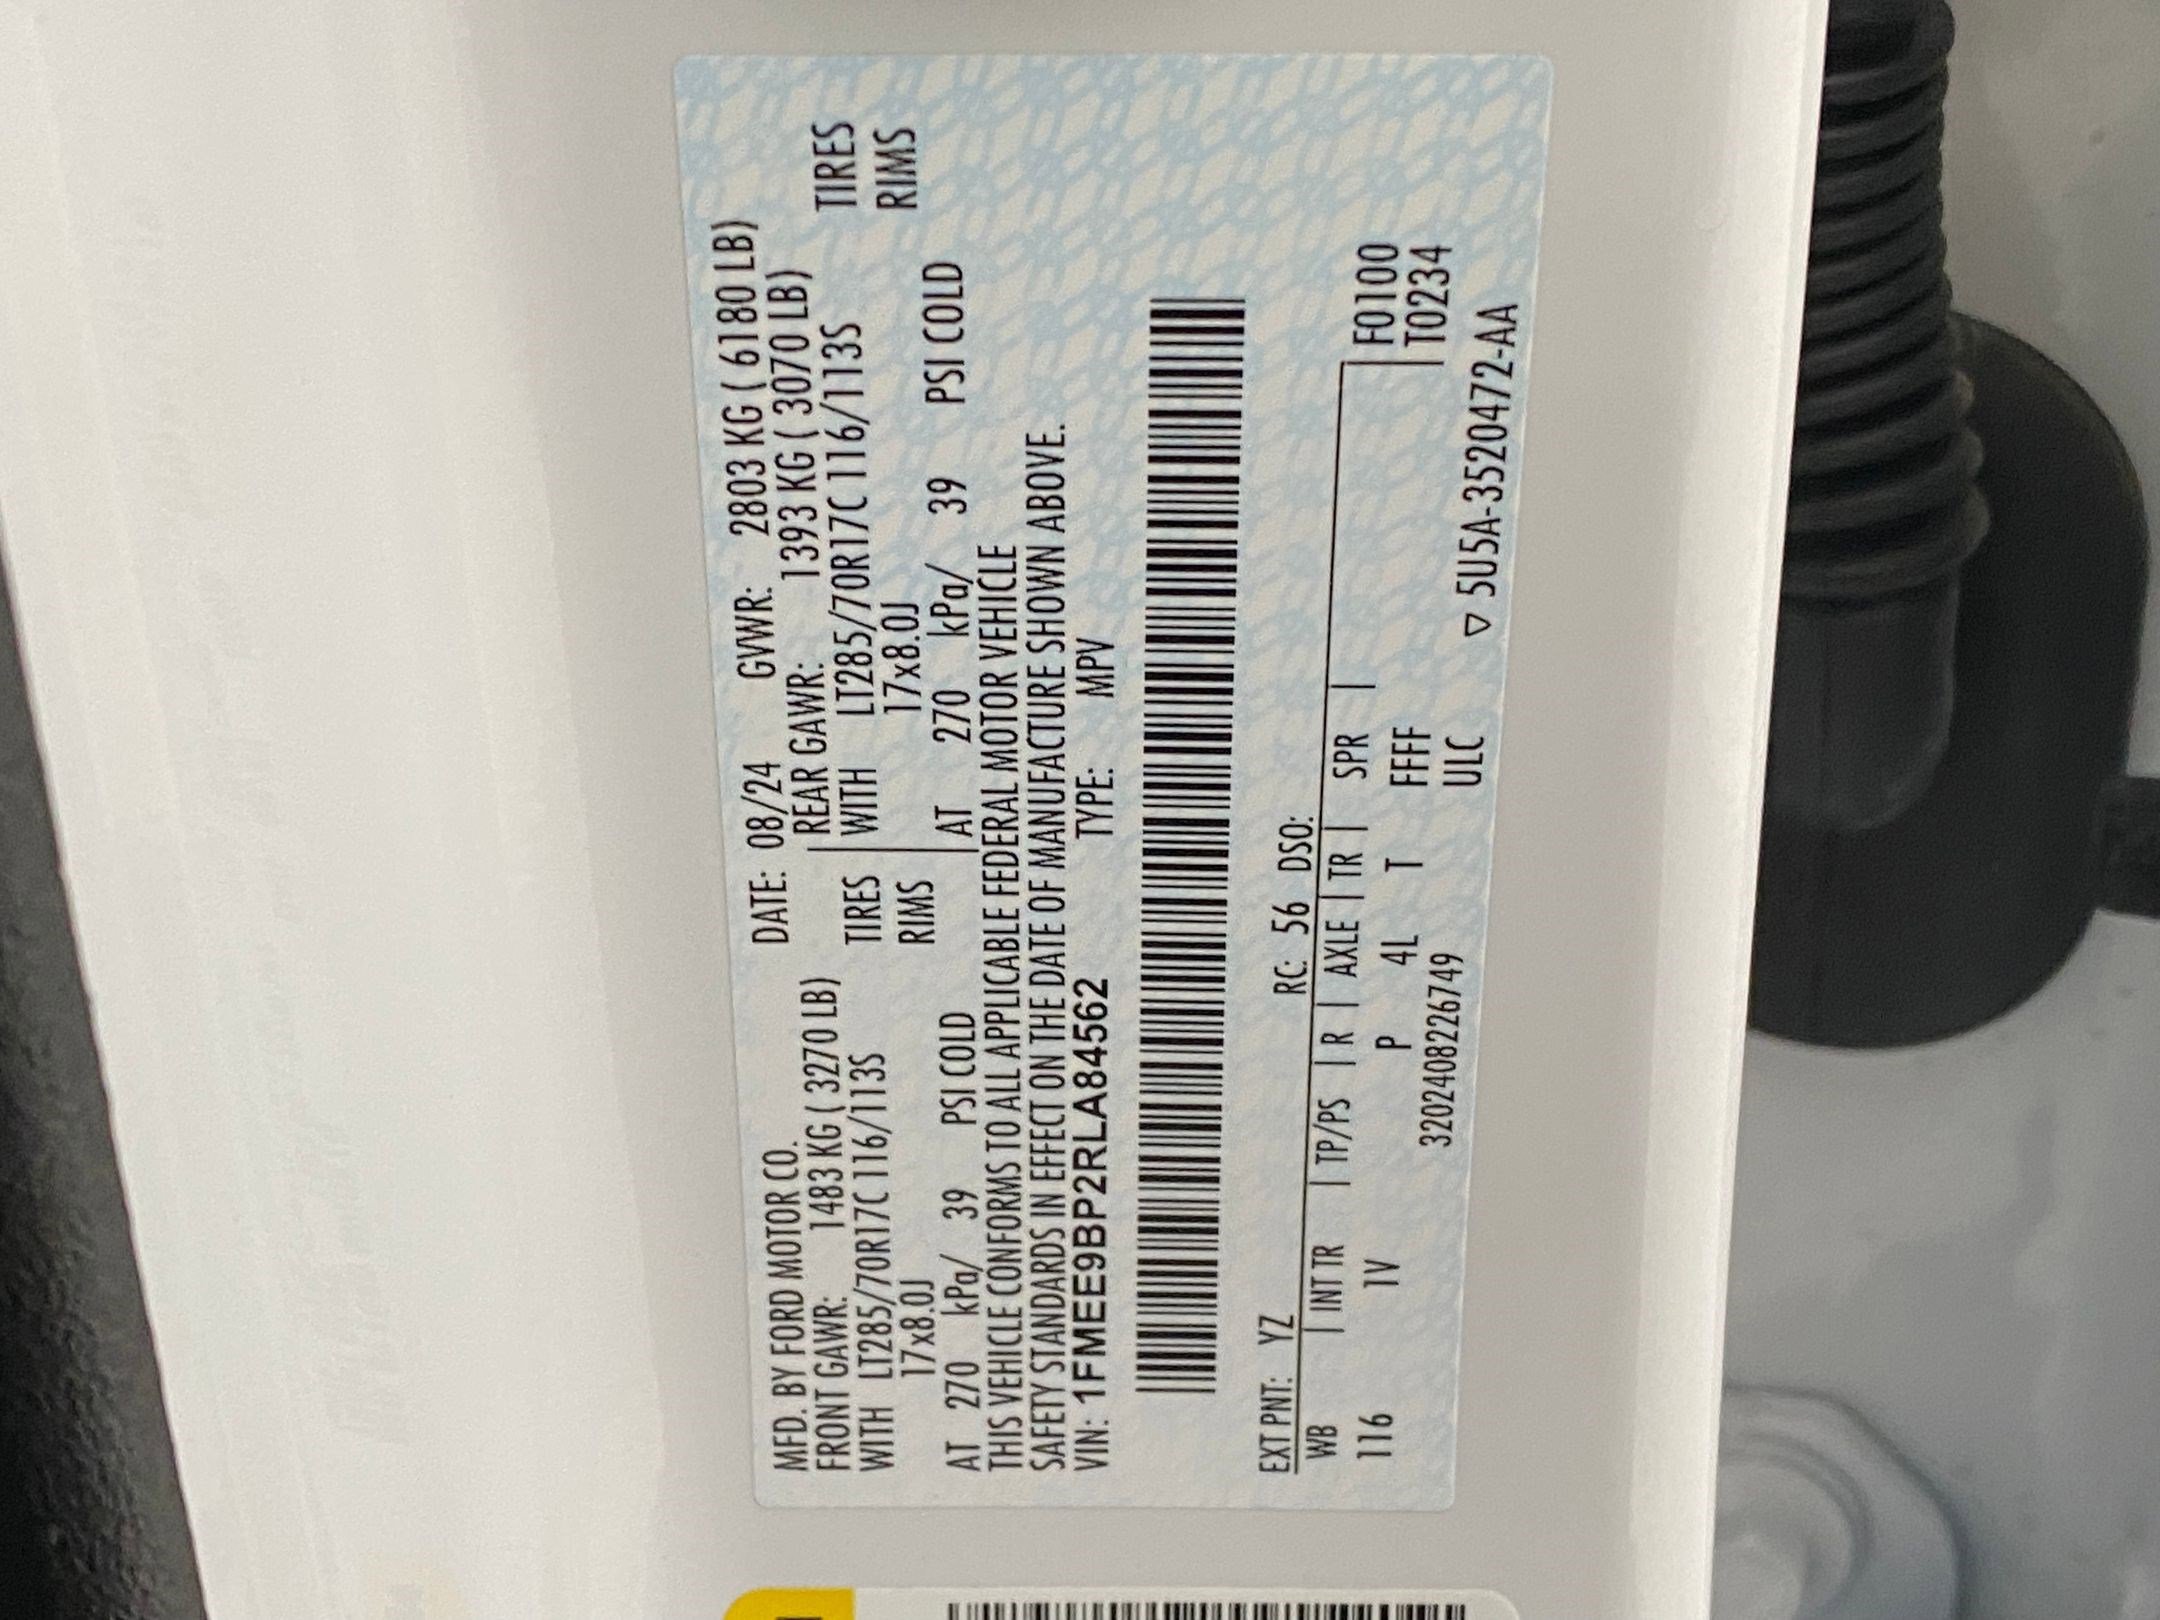 MFD. BY FORD MOTOR CO. DATE: 08/24 GVWR: 2803 KG ( 6180 LB)
FRONT GAWR: 1483 KG ( 3270 LB) REAR GAWR: 1393 KG ( 3070 LB)
WITH LT285/70R17C 116/113S TIRES WITH LT285/70R17C 116/113S TIRES
17x8.0J RIMS 17x8.0J RIMS
AT 270 kPa/ 39 PSI COLD AT 270 kPa/ 39 PSI COLD
THIS VEHICLE CONFORMS TO ALL APPLICABLE FEDERAL MOTOR VEHICLE
SAFETY STANDARDS IN EFFECT ON THE DATE OF MANUFACTURE SHOWN ABOVE.
VIN: 1FMEE9BP2RLA84562 TYPE: MPV
EXT PNT: YZ RC: 56 DSO:
WB | INT TR | TP/PS | R | AXLE | TR | SPR | F0100
116 1V P 4L T FFFF T0234
3202408226749 ULC
▽ 5U5A-3520472-AA